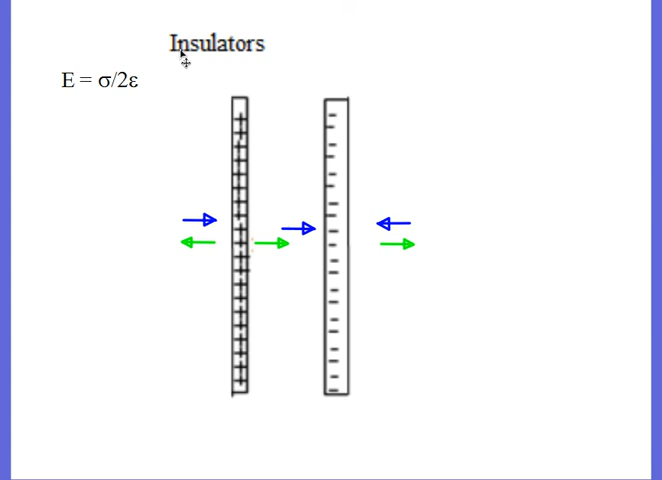 Insulators
E = σ/2ε